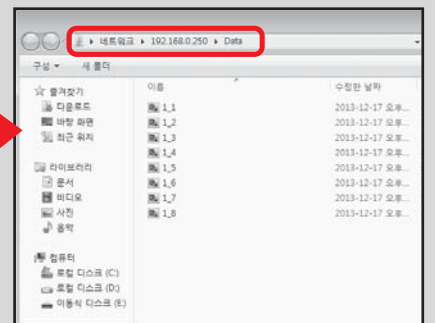 ▸ 네트워크 ▸ 192.168.0.250 ▸ Data
구성 ▾ 새 폴더
이름 수정한 날짜
즐겨찾기
다운로드
바탕 화면
최근 위치
라이브러리
문서
비디오
사진
음악
컴퓨터
로컬 디스크 (C:)
로컬 디스크 (D:)
이동식 디스크 (E)
1_1 2013-12-17 오후...
1_2 2013-12-17 오후...
1_3 2013-12-17 오후...
1_4 2013-12-17 오후...
1_5 2013-12-17 오후...
1_6 2013-12-17 오후...
1_7 2013-12-17 오후...
1_8 2013-12-17 오후...